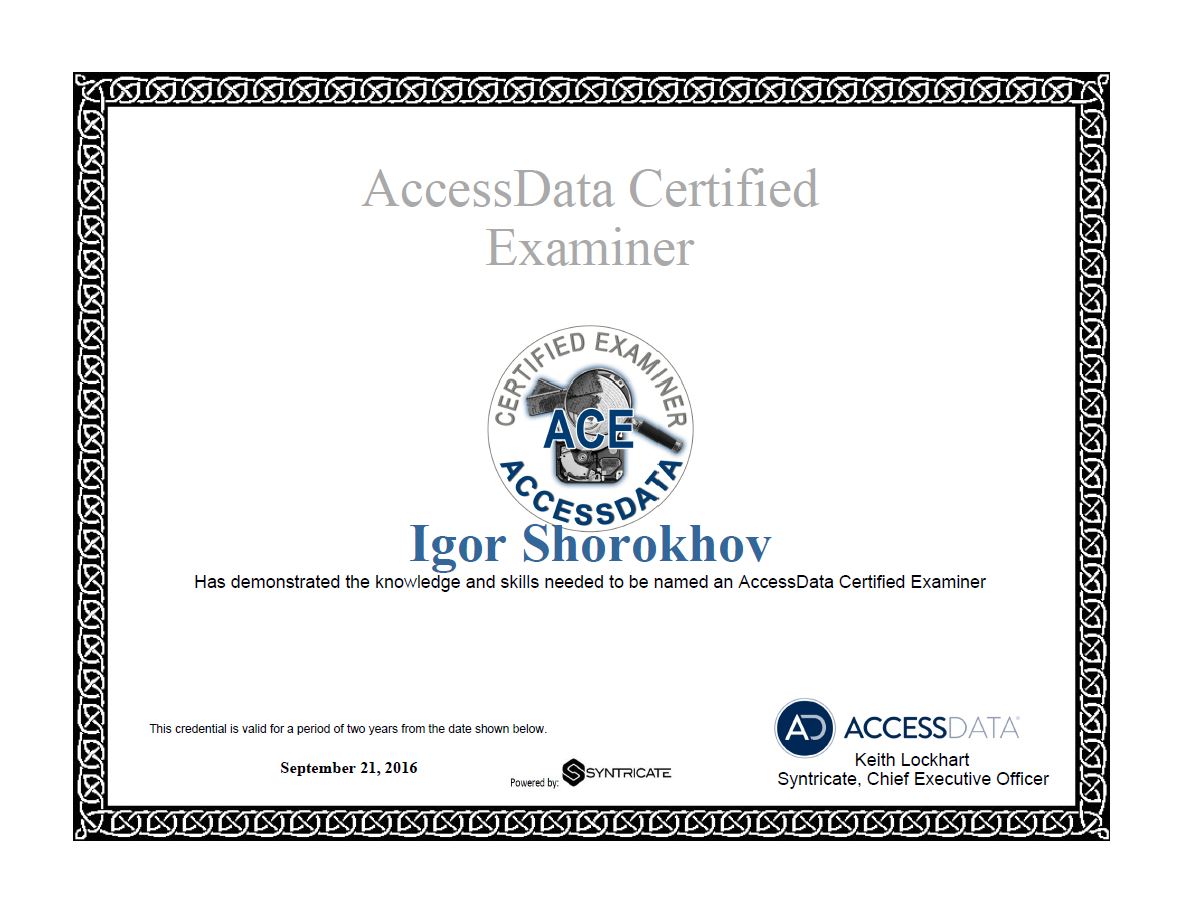 AccessData Certified
Examiner
CERTIFIED EXAMINER
ACE
ACCESSDATA
Igor Shorokhov
Has demonstrated the knowledge and skills needed to be named an AccessData Certified Examiner
This credential is valid for a period of two years from the date shown below.
September 21, 2016
Powered by: SYNTRICATE
AD ACCESSDATA®
Keith Lockhart
Syntricate, Chief Executive Officer